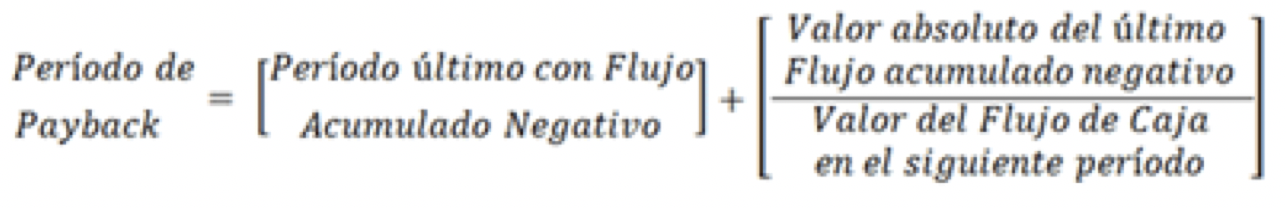 Período de
Payback
=
[Período último con Flujo
Acumulado Negativo]
+
[Valor absoluto del último
Flujo acumulado negativo
Valor del Flujo de Caja
en el siguiente período]